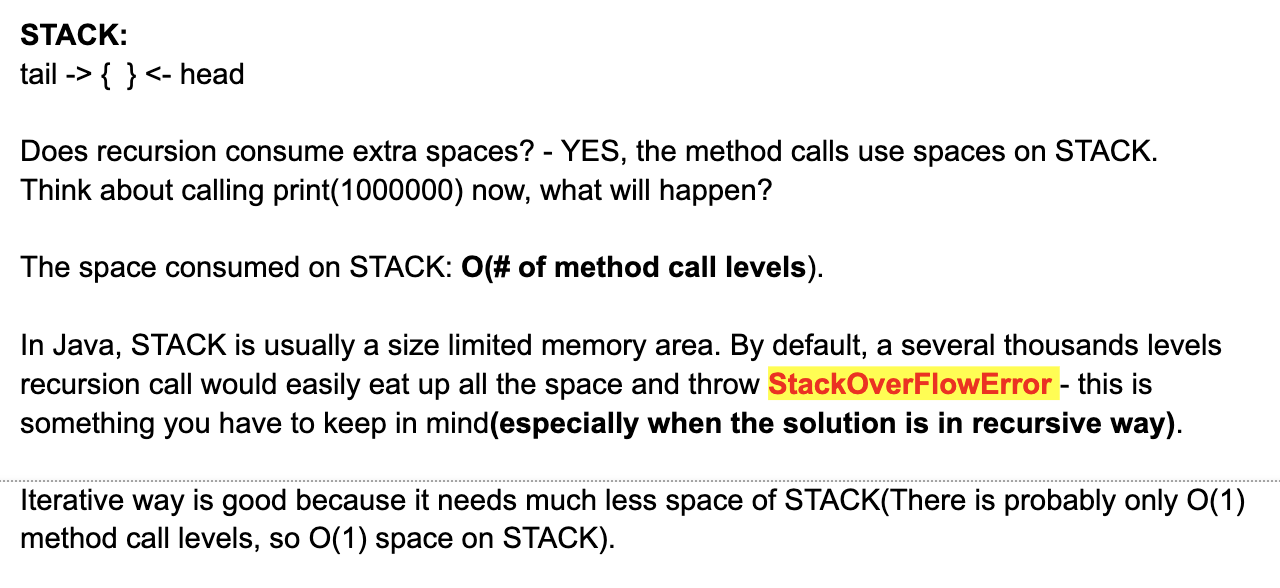 STACK:
tail -> { } <- head
Does recursion consume extra spaces? - YES, the method calls use spaces on STACK.
Think about calling print(1000000) now, what will happen?
The space consumed on STACK: O(# of method call levels).
In Java, STACK is usually a size limited memory area. By default, a several thousands levels
recursion call would easily eat up all the space and throw StackOverFlowError - this is
something you have to keep in mind(especially when the solution is in recursive way).
Iterative way is good because it needs much less space of STACK(There is probably only O(1)
method call levels, so O(1) space on STACK).